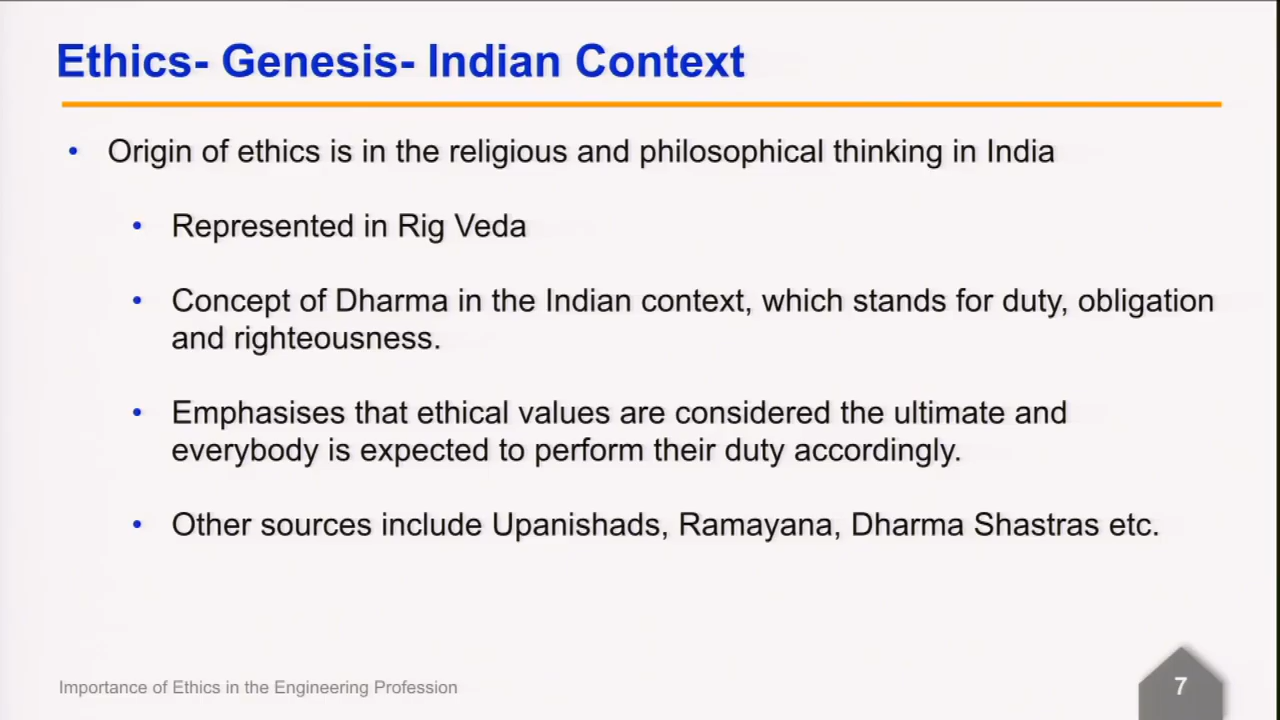 Ethics- Genesis- Indian Context
• Origin of ethics is in the religious and philosophical thinking in India
• Represented in Rig Veda
• Concept of Dharma in the Indian context, which stands for duty, obligation
and righteousness.
• Emphasises that ethical values are considered the ultimate and
everybody is expected to perform their duty accordingly.
• Other sources include Upanishads, Ramayana, Dharma Shastras etc.
Importance of Ethics in the Engineering Profession
7